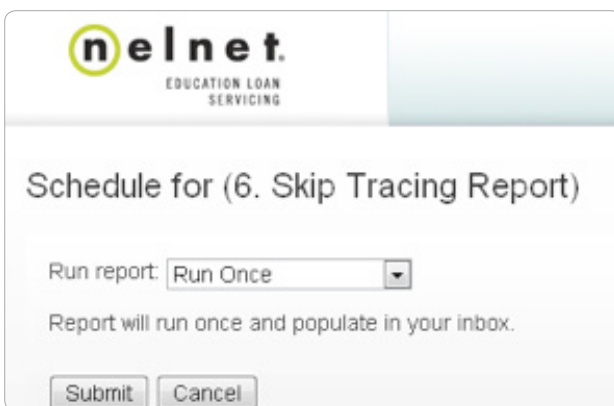 nelnet.
EDUCATION LOAN
SERVICING
Schedule for (6. Skip Tracing Report)
Run report: Run Once
Report will run once and populate in your inbox.
Submit Cancel